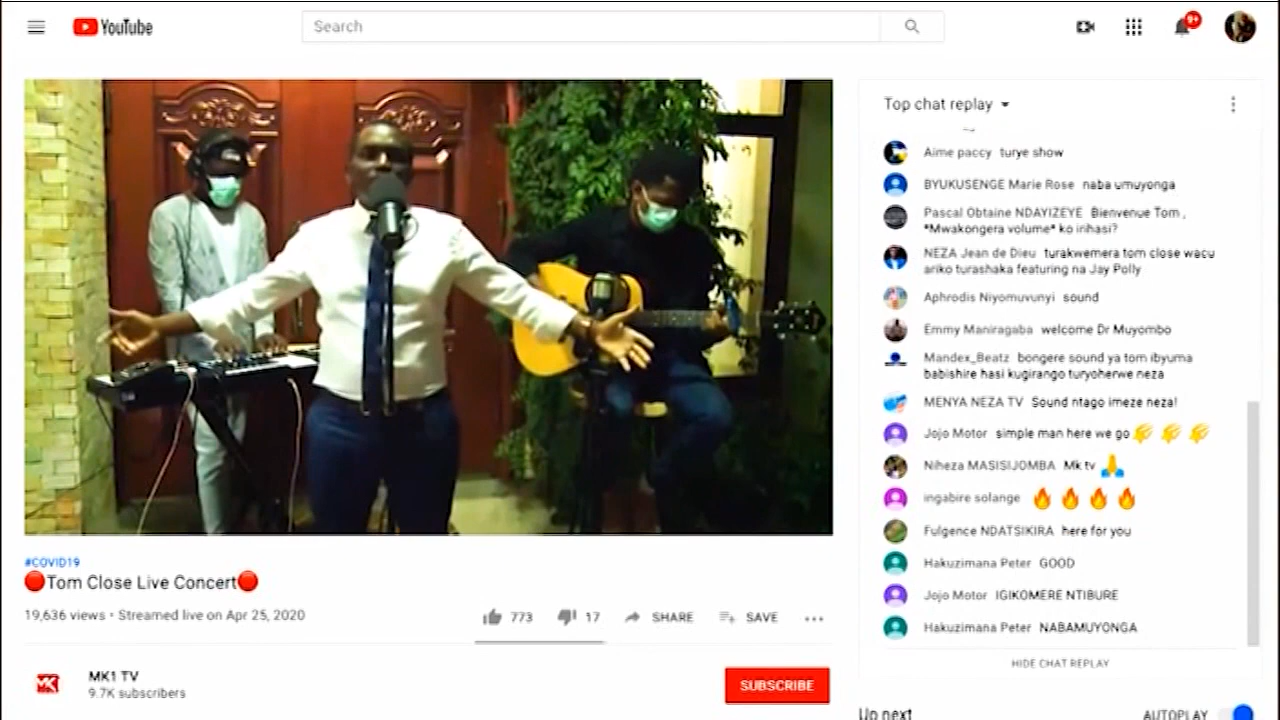 YouTube
Search
9+
Top chat replay
Aime paccy turye show
BYUKUSENGE Marie Rose naba umuyonga
Pascal Obtaine NDAYIZEYE Bienvenue Tom ,
*Mwakongera volume* ko irihasi?
NEZA Jean de Dieu turakwemera tom close wacu
ariko turashaka featuring na Jay Polly
Aphrodis Niyomuvunyi sound
Emmy Maniragaba welcome Dr Muyombo
Mandex_Beatz bongere sound ya tom ibyuma
babishire hasi kugirango turyoherwe neza
MENYA NEZA TV Sound ntago imeze neza!
Jojo Motor simple man here we go
Niheza MASISIJOMBA Mk tv
ingabire solange
Fulgence NDATSIKIRA here for you
Hakuzimana Peter GOOD
Jojo Motor IGIKOMERE NTIBURE
Hakuzimana Peter NABAMUYONGA
HIDE CHAT REPLAY
#COVID19
Tom Close Live Concert
19,636 views • Streamed live on Apr 25, 2020
773 17 SHARE SAVE
MK
MK1 TV
9.7K subscribers
SUBSCRIBE
Up next
AUTOPLAY